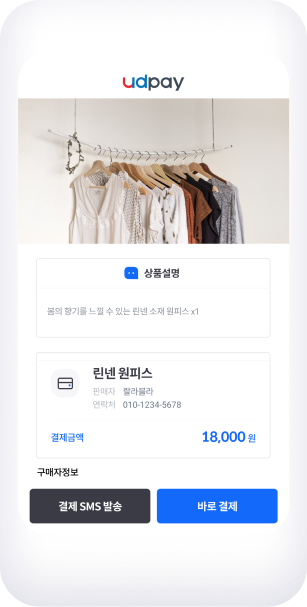 udpay
상품설명
봄의 향기를 느낄 수 있는 린넨 소재 원피스 x1
린넨 원피스
판매자 랄라블라
연락처 010-1234-5678
결제금액 18,000 원
구매자정보
결제 SMS 발송 바로 결제